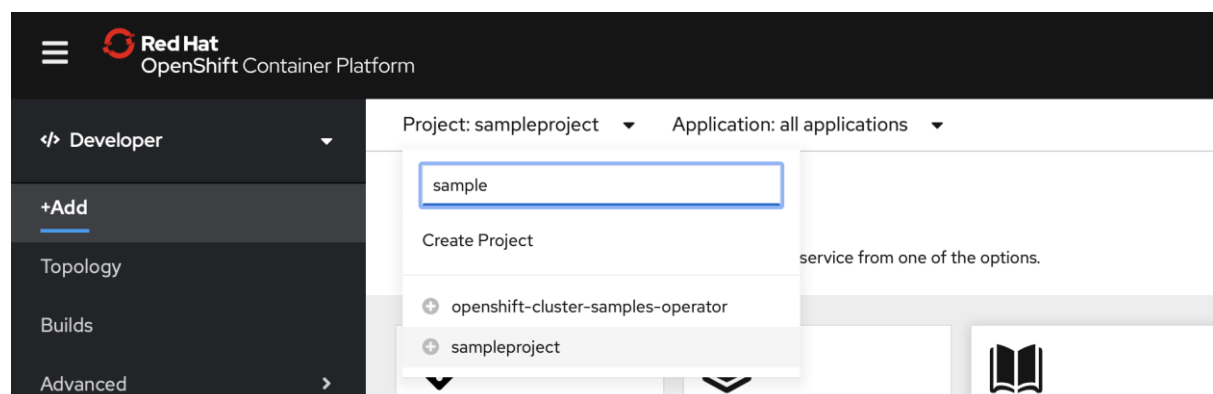 Red Hat
OpenShift Container Platform
</> Developer
Project: sampleproject
Application: all applications
sample
+Add
Create Project
Topology
service from one of the options.
openshift-cluster-samples-operator
Builds
sampleproject
Advanced